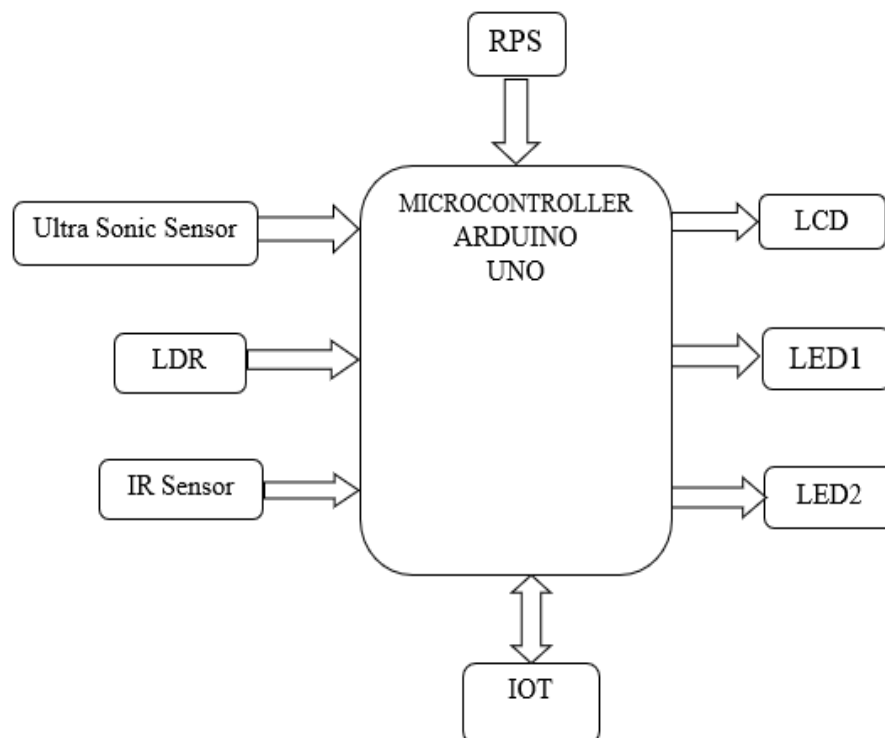 RPS
MICROCONTROLLER
ARDUINO
UNO
Ultra Sonic Sensor
LDR
IR Sensor
LCD
LED1
LED2
IOT